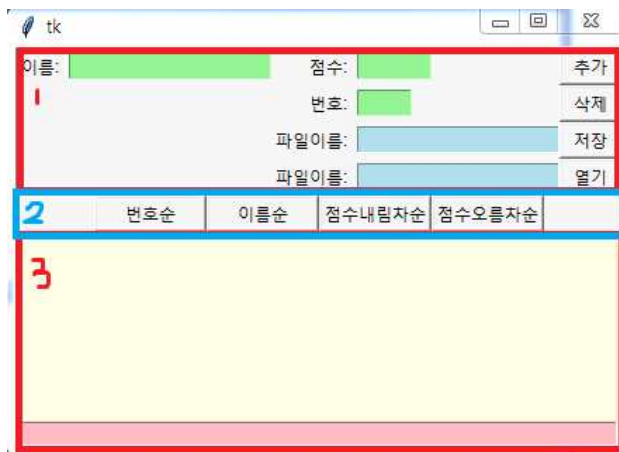 tk
이름: 점수: 추가
1 번호: 삭제
파일이름: 저장
파일이름: 열기
2 번호순 이름순 점수내림차순 점수오름차순
3